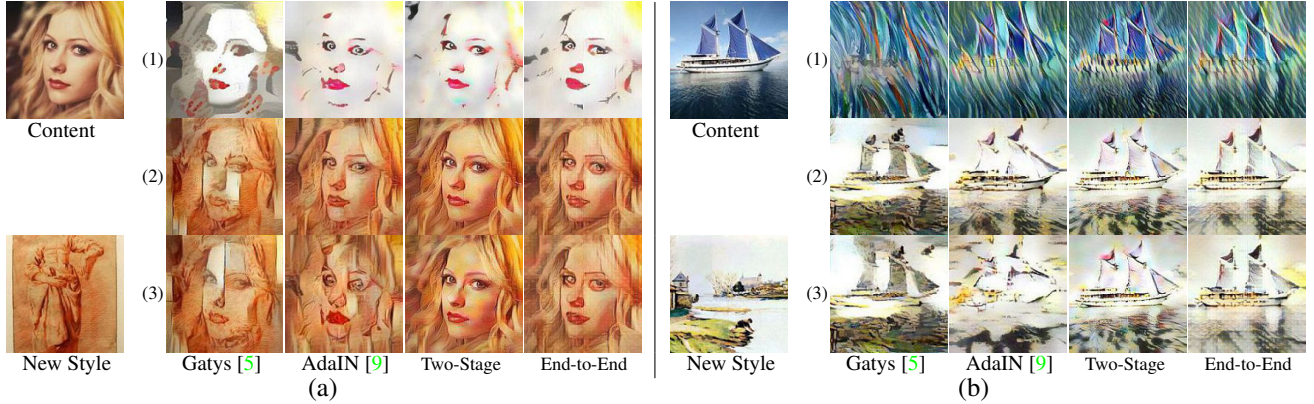 (1)
Content
(2)
(3)
New Style
Gatys [5]
AdaIN [9]
Two-Stage
End-to-End
(a)
(1)
Content
(2)
(3)
New Style
Gatys [5]
AdaIN [9]
Two-Stage
End-to-End
(b)